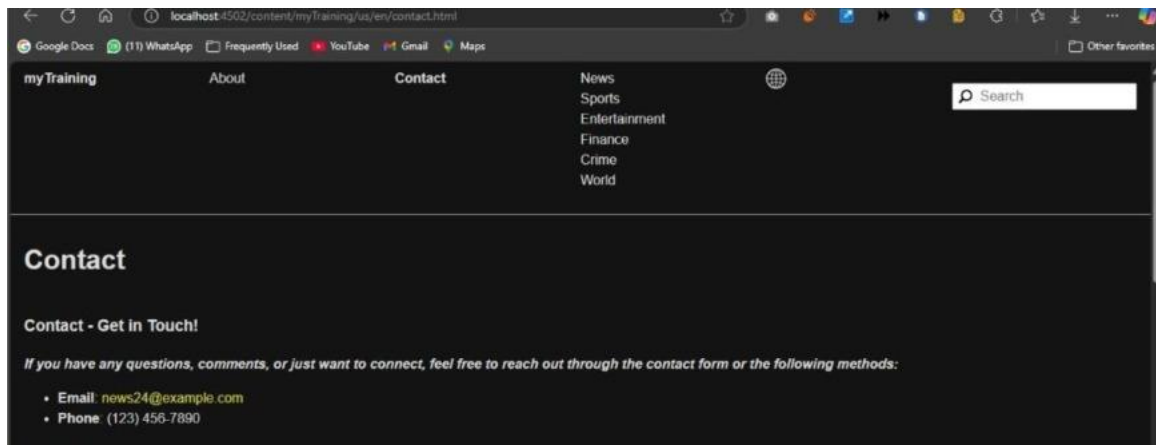 localhost:4502/content/myTraining/us/en/contact.html
Google Docs (11) WhatsApp Frequently Used YouTube Gmail Maps Other favorites
myTraining About Contact News
Sports
Entertainment
Finance
Crime
World
Search
Contact
Contact - Get in Touch!
If you have any questions, comments, or just want to connect, feel free to reach out through the contact form or the following methods:
• Email: news24@example.com
• Phone: (123) 456-7890